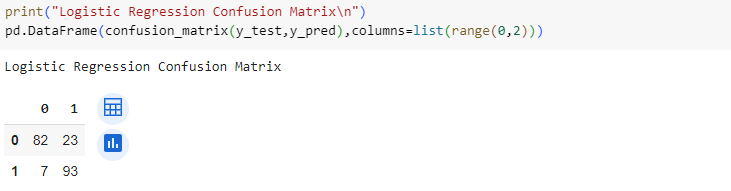 print("Logistic Regression Confusion Matrix\n")
pd.DataFrame(confusion_matrix(y_test,y_pred),columns=list(range(0,2)))
Logistic Regression Confusion Matrix
0 1
0 82 23
1 7 93